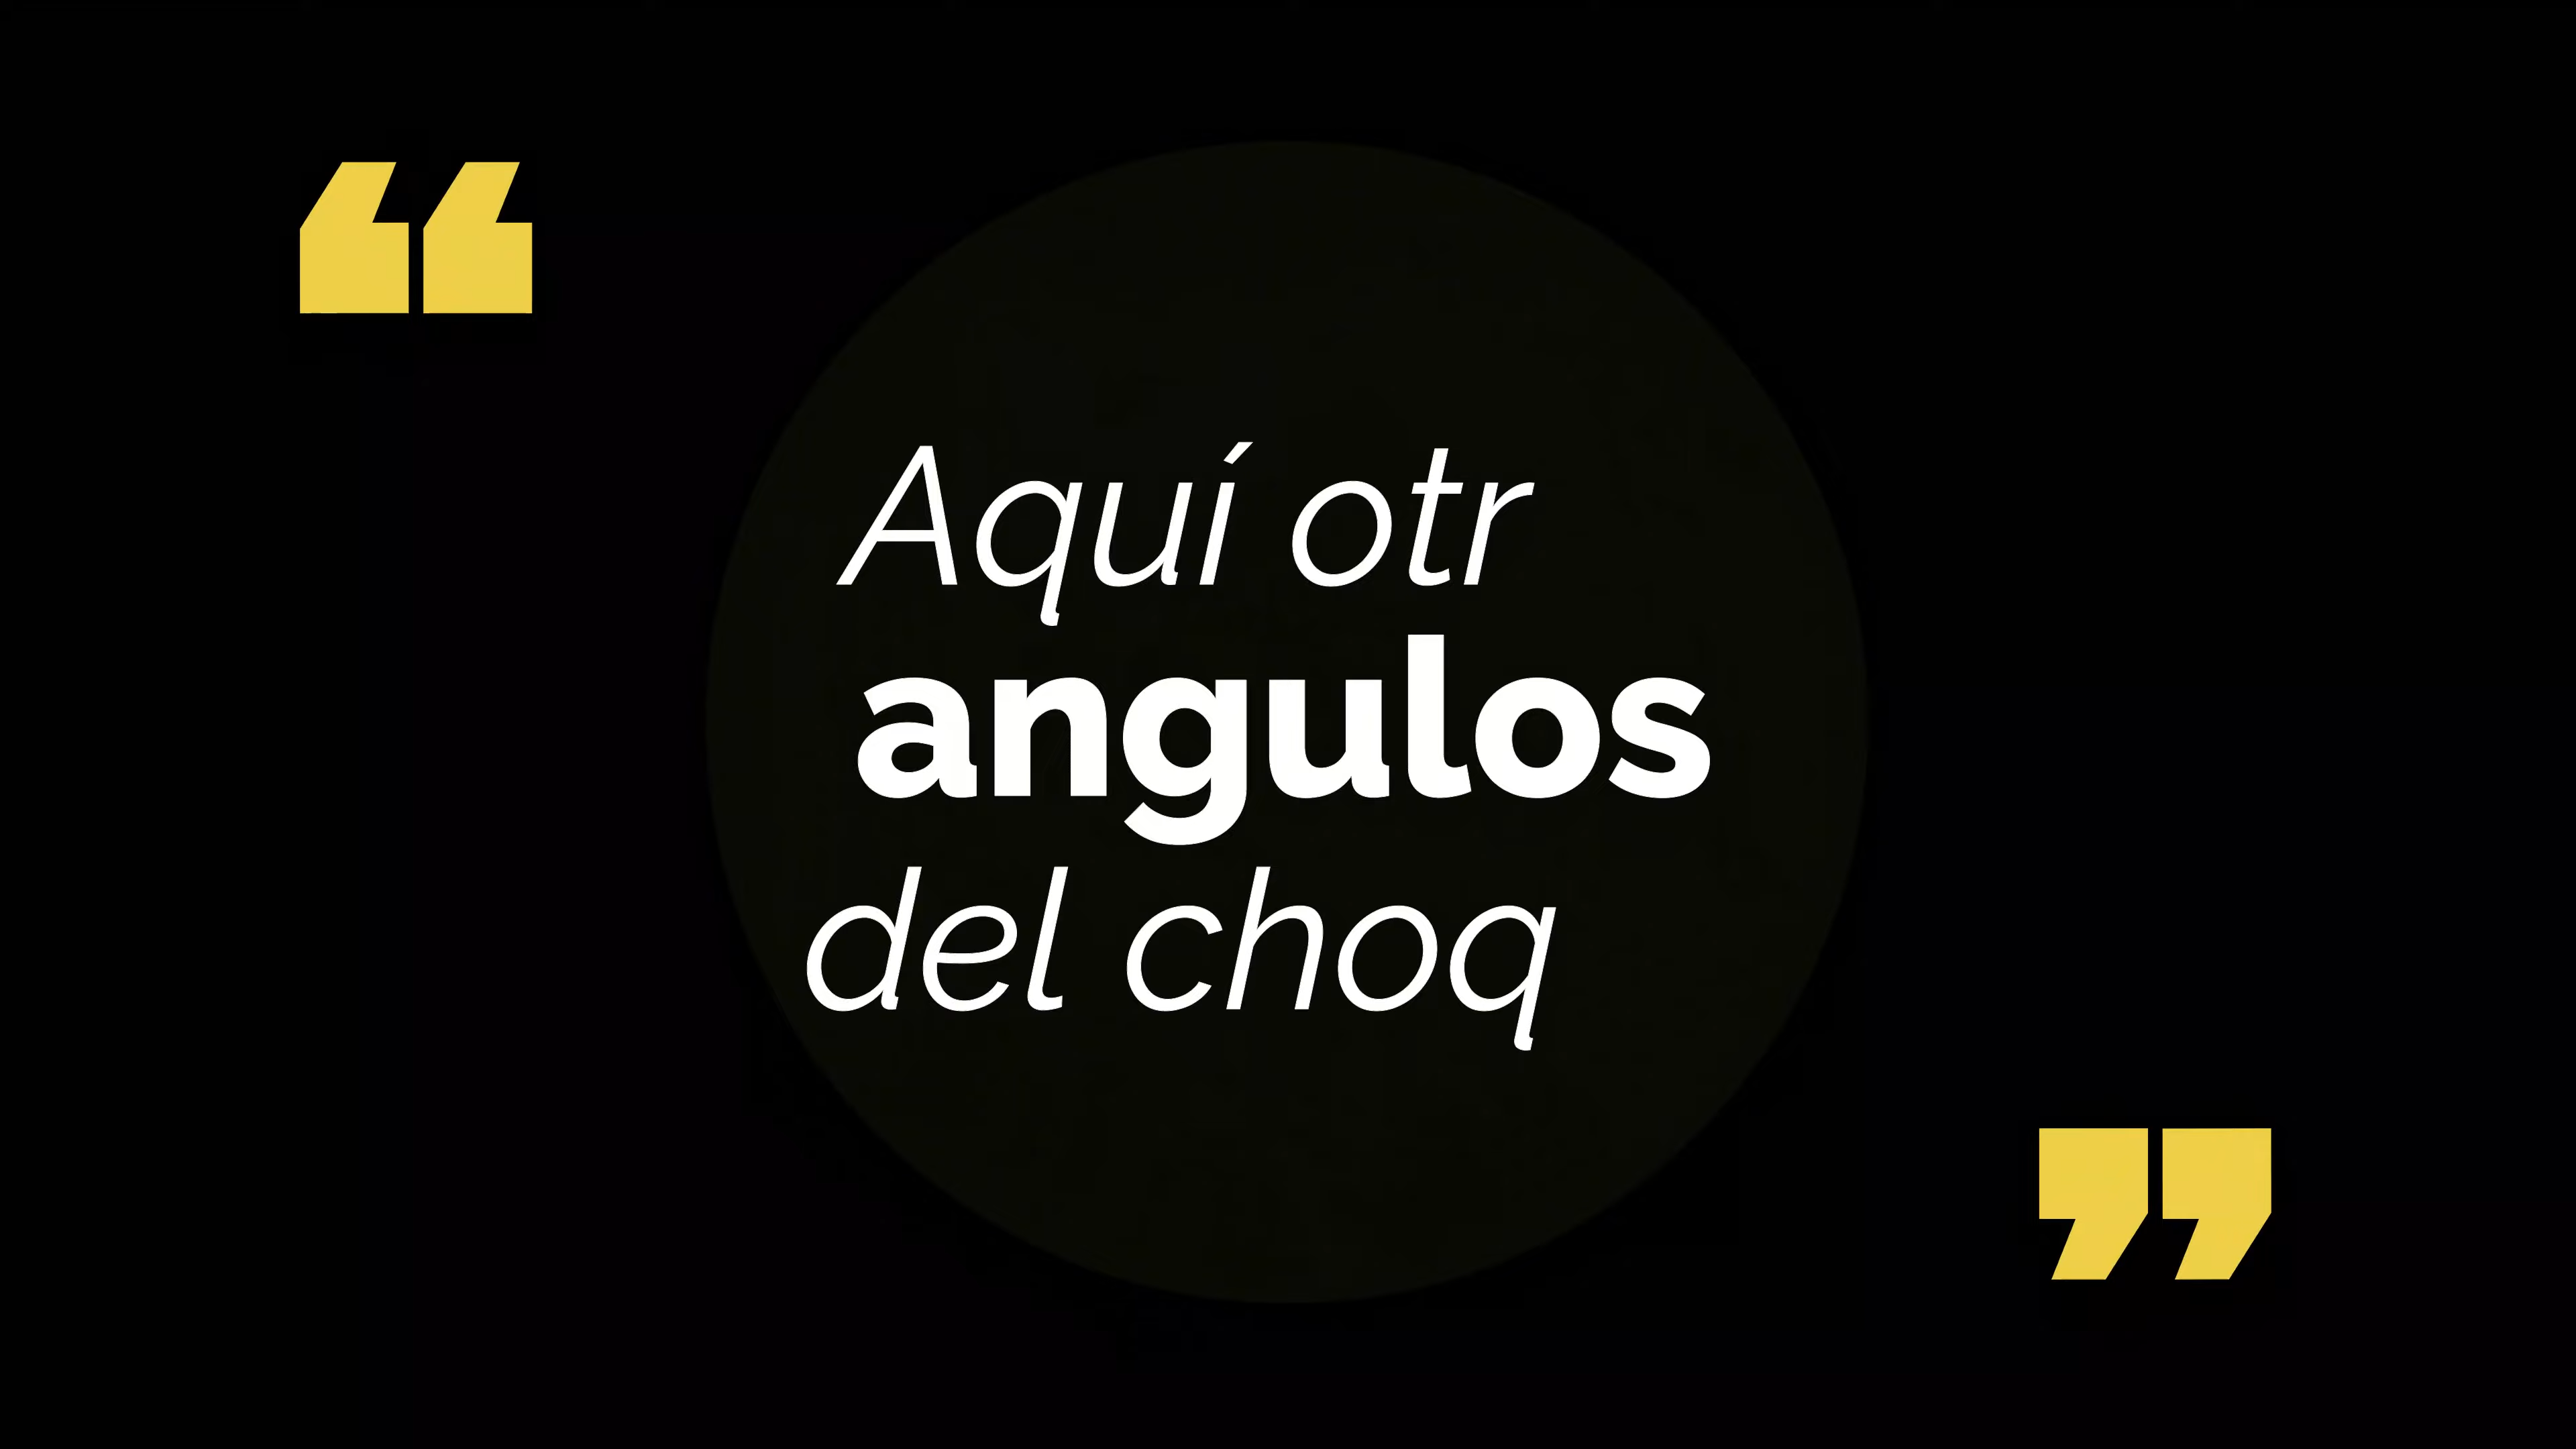 “
Aquí otr
angulos
del choq
”